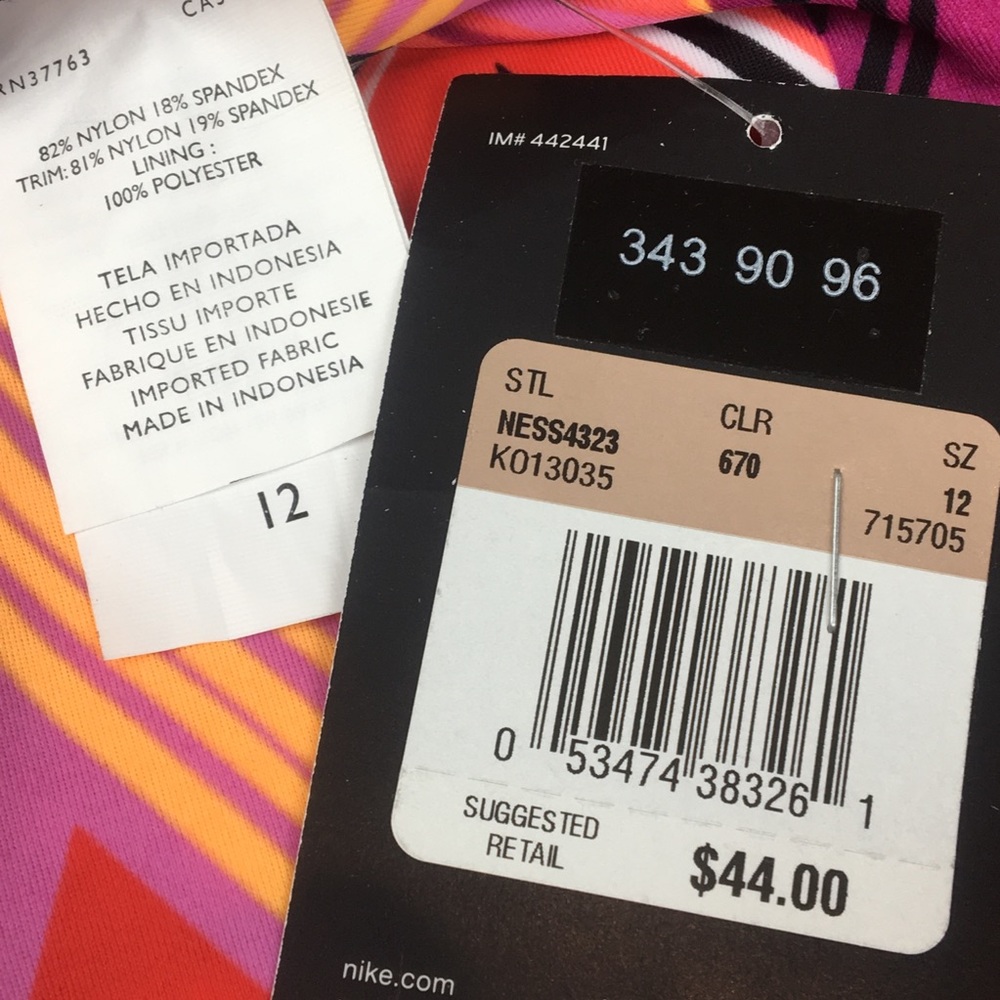 RN37763
82% NYLON 18% SPANDEX
TRIM: 81% NYLON 19% SPANDEX
LINING :
100% POLYESTER
TELA IMPORTADA
HECHO EN INDONESIA
TISSU IMPORTE
FABRIQUE EN INDONESIE
IMPORTED FABRIC
MADE IN INDONESIA
12
IM# 442441
343 90 96
STL CLR SZ
NESS4323 670 12
KO13035 715705
0 53474 38326 1
SUGGESTED
RETAIL $44.00
nike.com